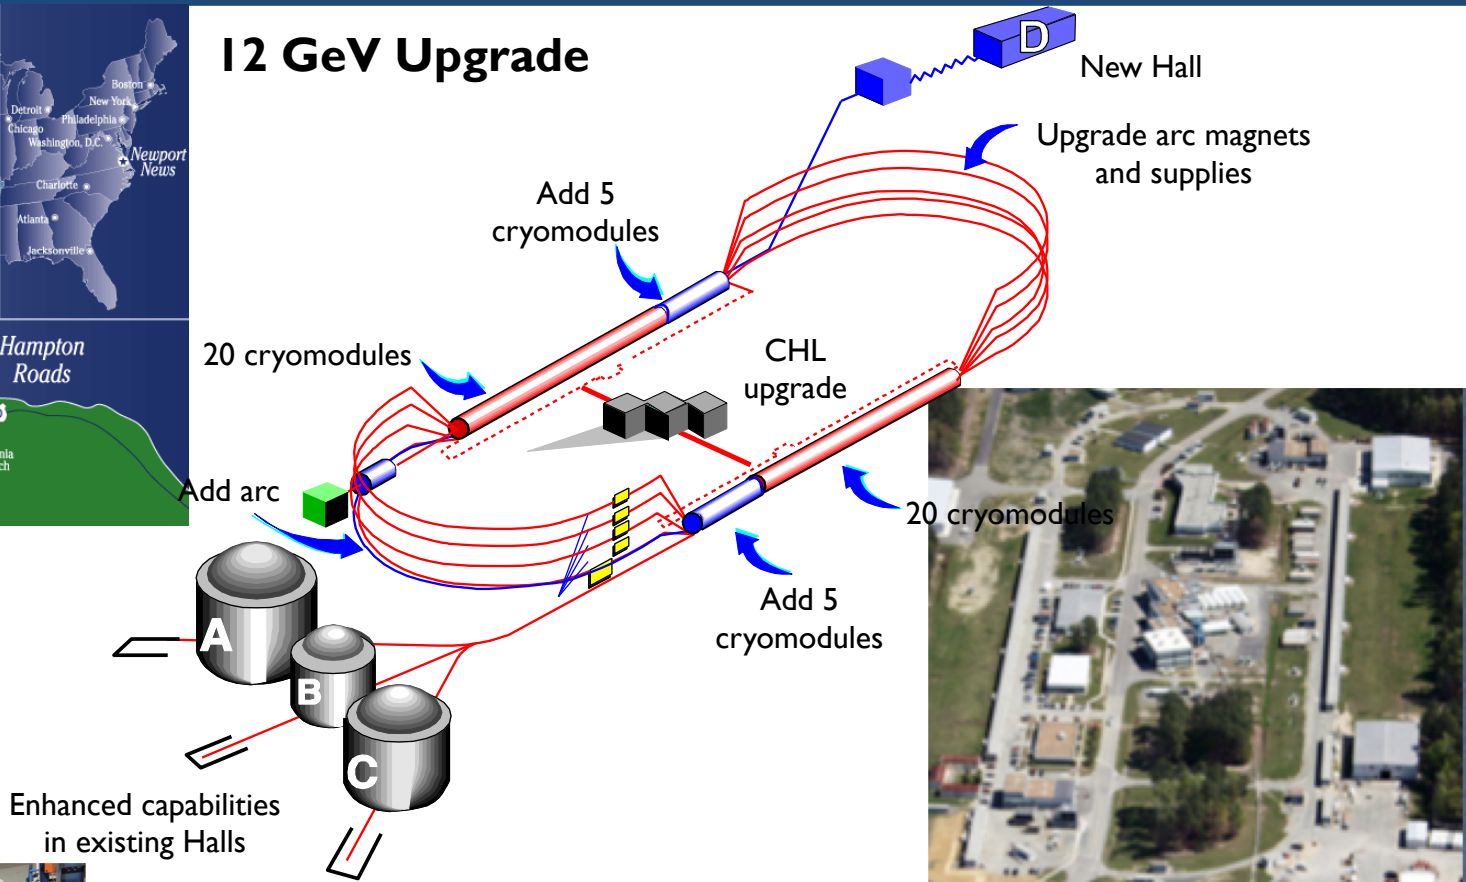 12 GeV Upgrade
D
New Hall
Upgrade arc magnets
and supplies
Add 5
cryomodules
20 cryomodules
CHL
upgrade
Add arc
20 cryomodules
Add 5
cryomodules
A
B
C
Enhanced capabilities
in existing Halls
Boston
New York
Detroit
Philadelphia
Chicago
Washington, D.C.
Newport
News
Charlotte
Atlanta
Jacksonville
Hampton
Roads